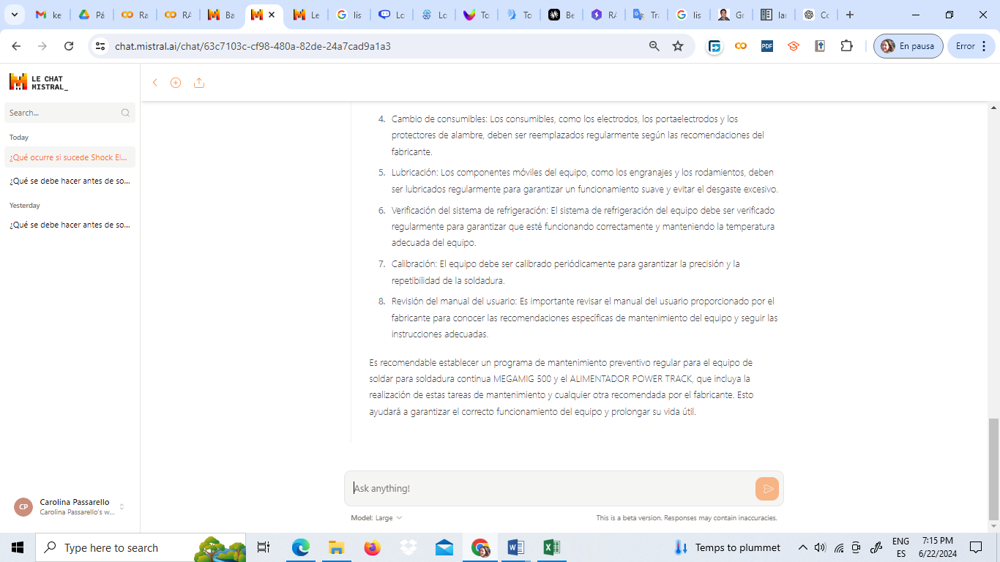 ke
Pá
Ra
RA
Ba
Le
lis
Lo
Lo
To
To
Be
RA
Tra
lis
Gr
lar
Co
chat.mistral.ai/chat/63c7103c-cf98-480a-82de-24a7cad9a1a3
PDF
En pausa
Error
LE CHAT
MISTRAL_
Search...
Today
¿Qué ocurre si sucede Shock El...
¿Qué se debe hacer antes de so...
Yesterday
¿Qué se debe hacer antes de so...
4. Cambio de consumibles: Los consumibles, como los electrodos, los portaelectrodos y los
protectores de alambre, deben ser reemplazados regularmente según las recomendaciones del
fabricante.
5. Lubricación: Los componentes móviles del equipo, como los engranajes y los rodamientos, deben
ser lubricados regularmente para garantizar un funcionamiento suave y evitar el desgaste excesivo.
6. Verificación del sistema de refrigeración: El sistema de refrigeración del equipo debe ser verificado
regularmente para garantizar que esté funcionando correctamente y manteniendo la temperatura
adecuada del equipo.
7. Calibración: El equipo debe ser calibrado periódicamente para garantizar la precisión y la
repetibilidad de la soldadura.
8. Revisión del manual del usuario: Es importante revisar el manual del usuario proporcionado por el
fabricante para conocer las recomendaciones específicas de mantenimiento del equipo y seguir las
instrucciones adecuadas.
Es recomendable establecer un programa de mantenimiento preventivo regular para el equipo de
soldar para soldadura continua MEGAMIG 500 y el ALIMENTADOR POWER TRACK, que incluya la
realización de estas tareas de mantenimiento y cualquier otra recomendada por el fabricante. Esto
ayudará a garantizar el correcto funcionamiento del equipo y prolongar su vida útil.
Ask anything!
Model: Large
This is a beta version. Responses may contain inaccuracies.
CP
Carolina Passarello
Carolina Passarello's w...
Type here to search
Temps to plummet
ENG
ES
7:15 PM
6/22/2024